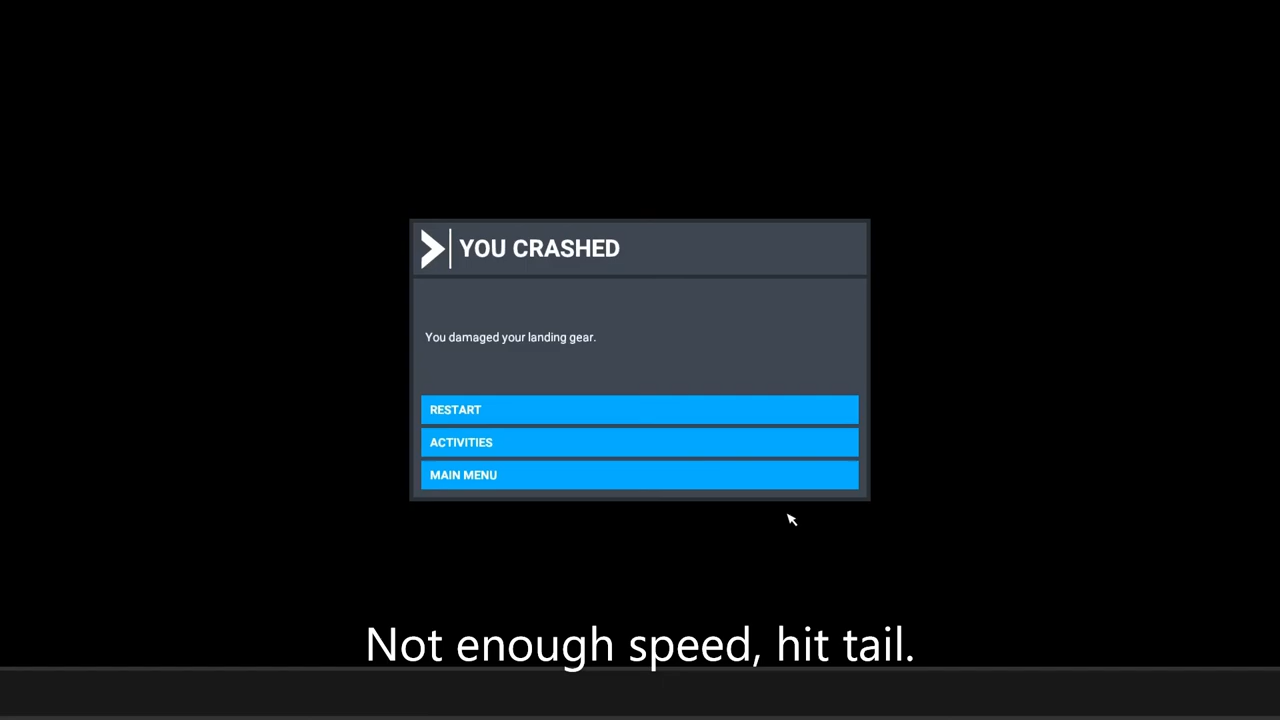 YOU CRASHED
You damaged your landing gear.
RESTART
ACTIVITIES
MAIN MENU
Not enough speed, hit tail.